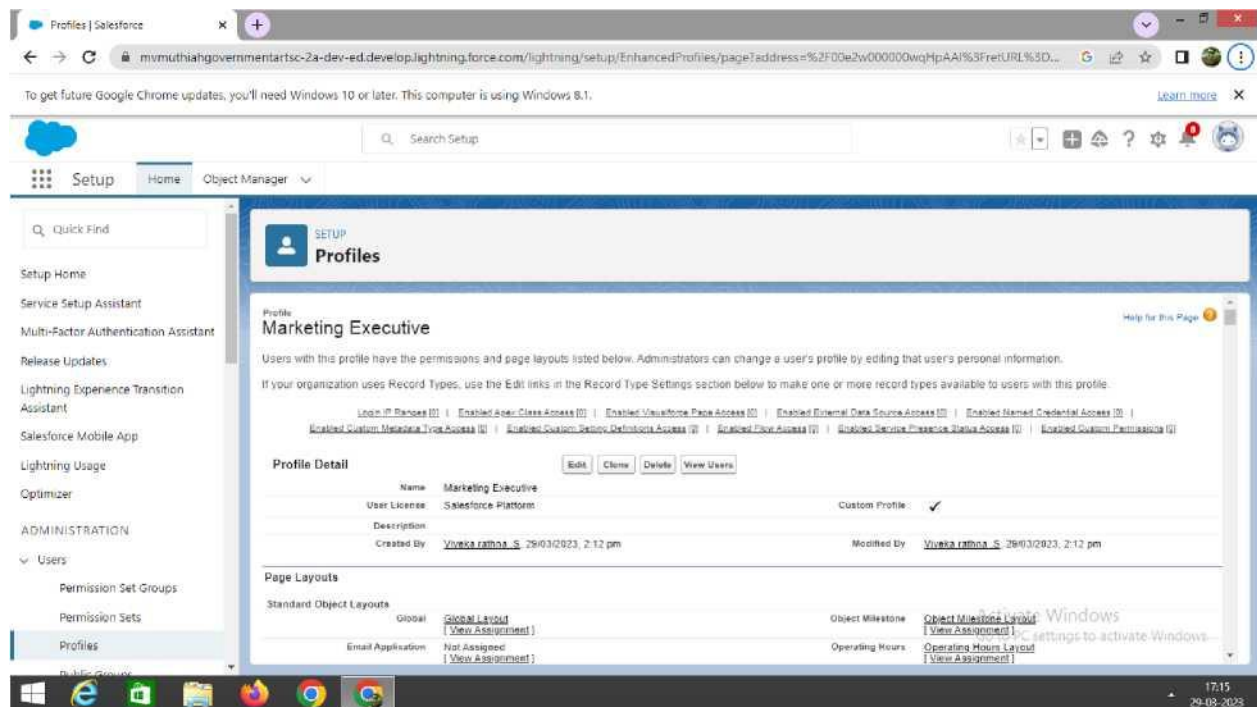 Profiles | Salesforce
mvmuthiahgovernmentartsc-2a-dev-ed.develop.lightning.force.com/lightning/setup/EnhancedProfiles/page?address=%2F00e2w000000wqHpAAI%3FretURL%3D...
To get future Google Chrome updates, you'll need Windows 10 or later. This computer is using Windows 8.1.
Learn more
Search Setup
Setup
Home
Object Manager
Quick Find
Setup Home
Service Setup Assistant
Multi-Factor Authentication Assistant
Release Updates
Lightning Experience Transition
Assistant
Salesforce Mobile App
Lightning Usage
Optimizer
ADMINISTRATION
Users
Permission Set Groups
Permission Sets
Profiles
Public Groups
SETUP
Profiles
Profile
Marketing Executive
Help for this Page
Users with this profile have the permissions and page layouts listed below. Administrators can change a user's profile by editing that user's personal information.
If your organization uses Record Types, use the Edit links in the Record Type Settings section below to make one or more record types available to users with this profile.
Login IP Ranges [0] | Enabled Apex Class Access [0] | Enabled Visualforce Page Access [0] | Enabled External Data Source Access [0] | Enabled Named Credential Access [0] |
Enabled Custom Metadata Type Access [0] | Enabled Custom Setting Definitions Access [0] | Enabled Flow Access [0] | Enabled Service Presence Status Access [0] | Enabled Custom Permissions [0]
Profile Detail
Edit Clone Delete View Users
Name Marketing Executive
User License Salesforce Platform Custom Profile ✓
Description
Created By Viveka rathna .S, 29/03/2023, 2:12 pm Modified By Viveka rathna .S, 29/03/2023, 2:12 pm
Page Layouts
Standard Object Layouts
Global Global Layout Object Milestone Object Milestone Layout
[ View Assignment ] [ View Assignment ]
Email Application Not Assigned Operating Hours Operating Hours Layout
[ View Assignment ] [ View Assignment ]
Activate Windows
Go to PC settings to activate Windows.
17:15
29-03-2023